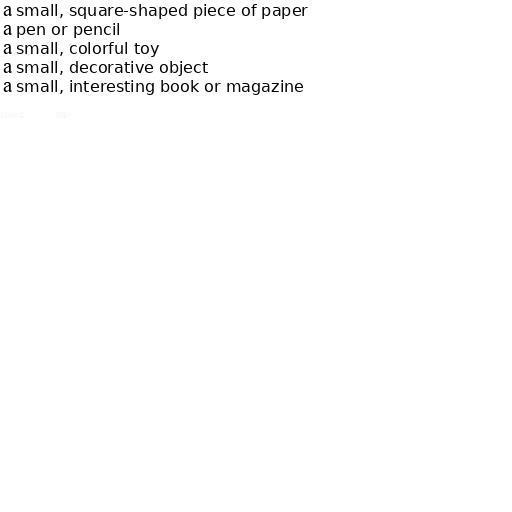 a small, square-shaped piece of paper
a pen or pencil
a small, colorful toy
a small, decorative object
a small, interesting book or magazine